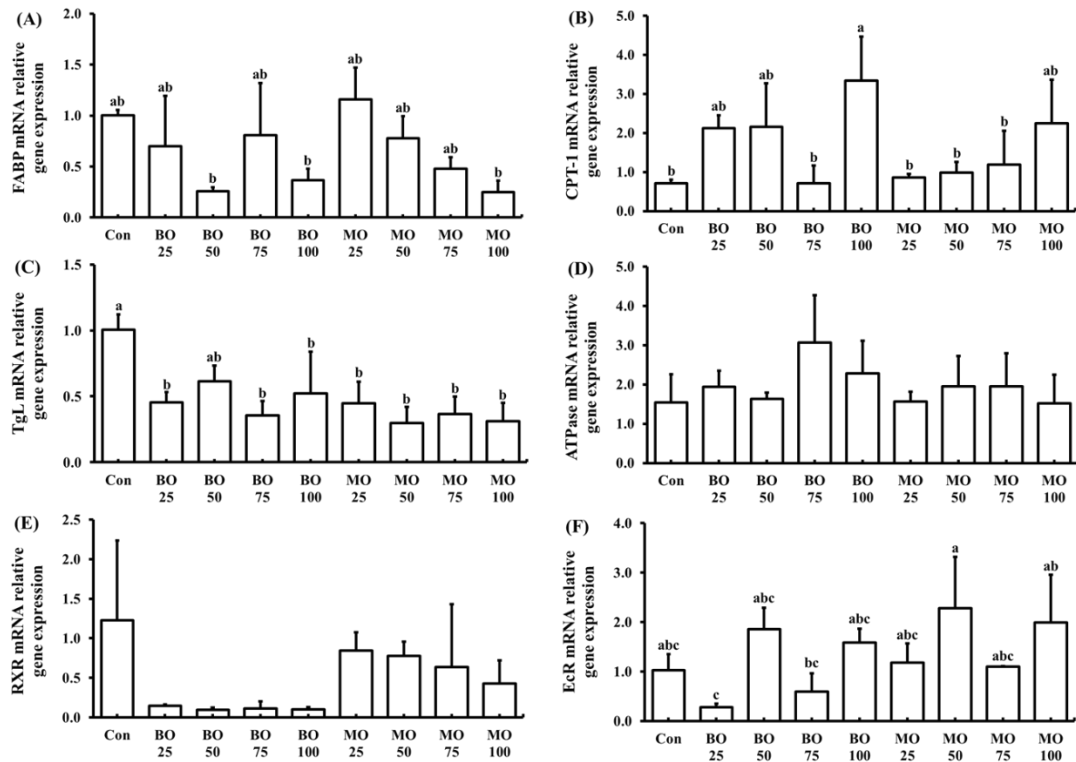 (A)
FABP mRNA relative
gene expression
2.0
1.5
1.0
0.5
0.0
ab ab b ab b ab ab ab b
Con BO BO BO BO MO MO MO MO
25 50 75 100 25 50 75 100
(B)
CPT-1 mRNA relative
gene expression
5.0
4.0
3.0
2.0
1.0
0.0
b ab ab b a b b b ab
Con BO BO BO BO MO MO MO MO
25 50 75 100 25 50 75 100
(C)
TgL mRNA relative
gene expression
1.5
1.0
0.5
0.0
a b ab b b b b b b
Con BO BO BO BO MO MO MO MO
25 50 75 100 25 50 75 100
(D)
ATPase mRNA relative
gene expression
5.0
4.0
3.0
2.0
1.0
0.0
Con BO BO BO BO MO MO MO MO
25 50 75 100 25 50 75 100
(E)
RXR mRNA relative
gene expression
2.5
2.0
1.5
1.0
0.5
0.0
Con BO BO BO BO MO MO MO MO
25 50 75 100 25 50 75 100
(F)
EcR mRNA relative
gene expression
4.0
3.0
2.0
1.0
0.0
abc c abc bc abc abc a abc ab
Con BO BO BO BO MO MO MO MO
25 50 75 100 25 50 75 100